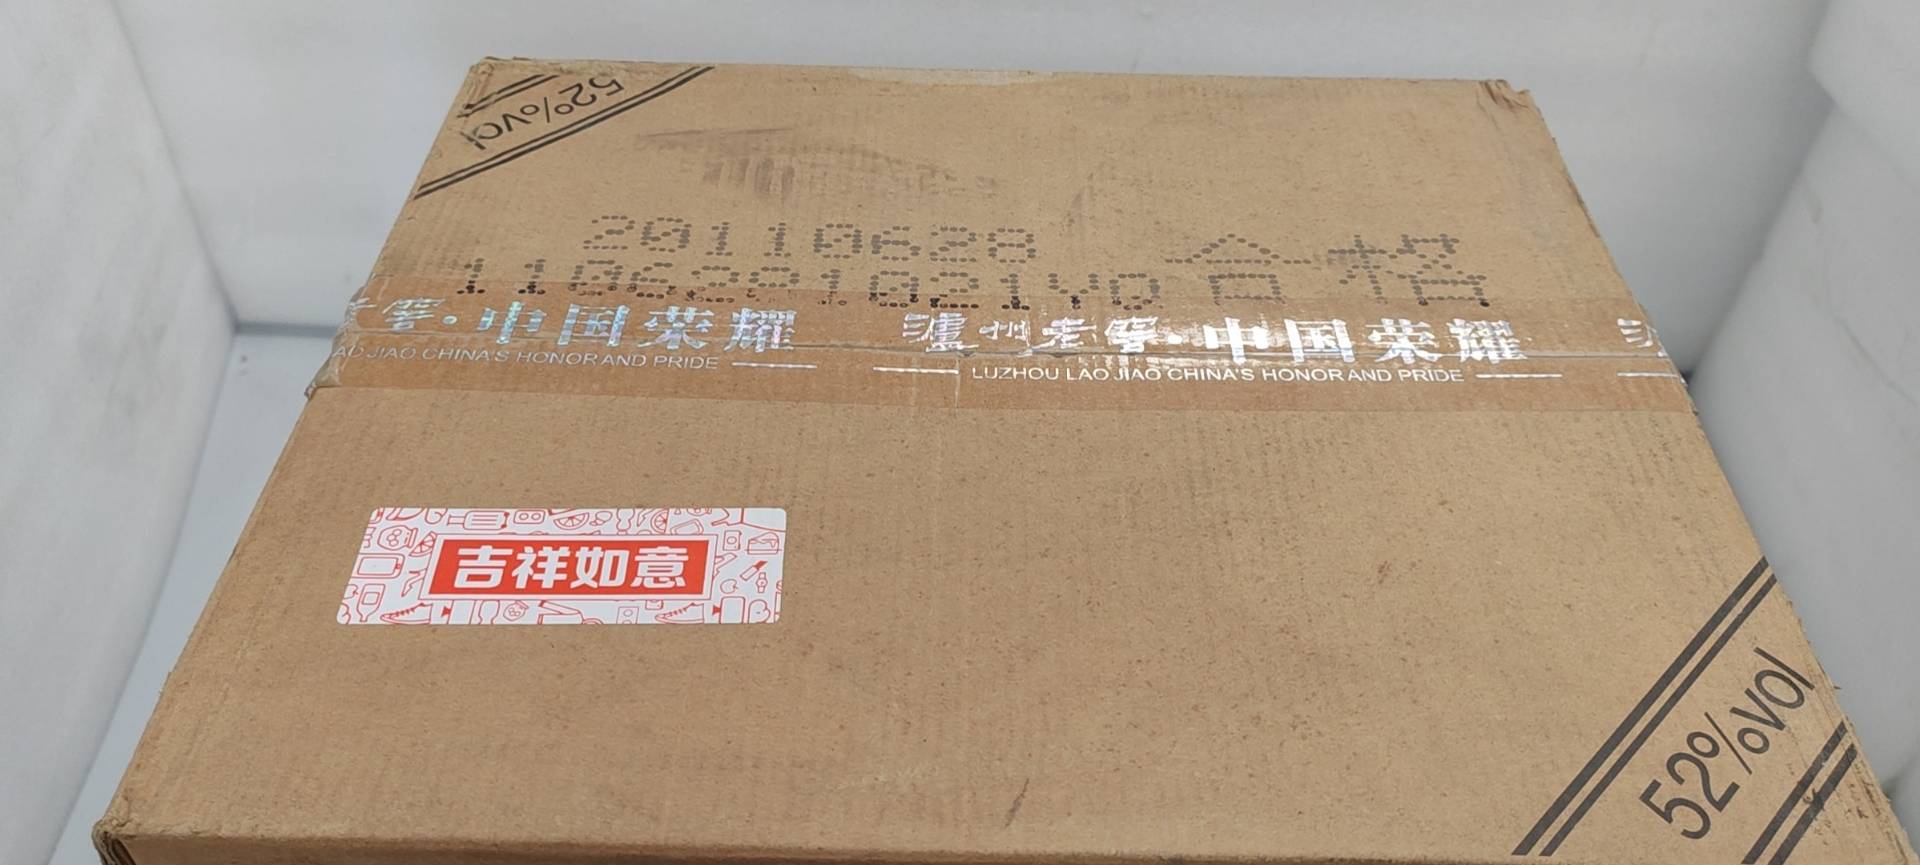 52%vol
20110628
合格
老窖·中国荣耀
泸州老窖·中国荣耀
LAO JIAO CHINA'S HONOR AND PRIDE
LUZHOU LAO JIAO CHINA'S HONOR AND PRIDE
吉祥如意
52%vol